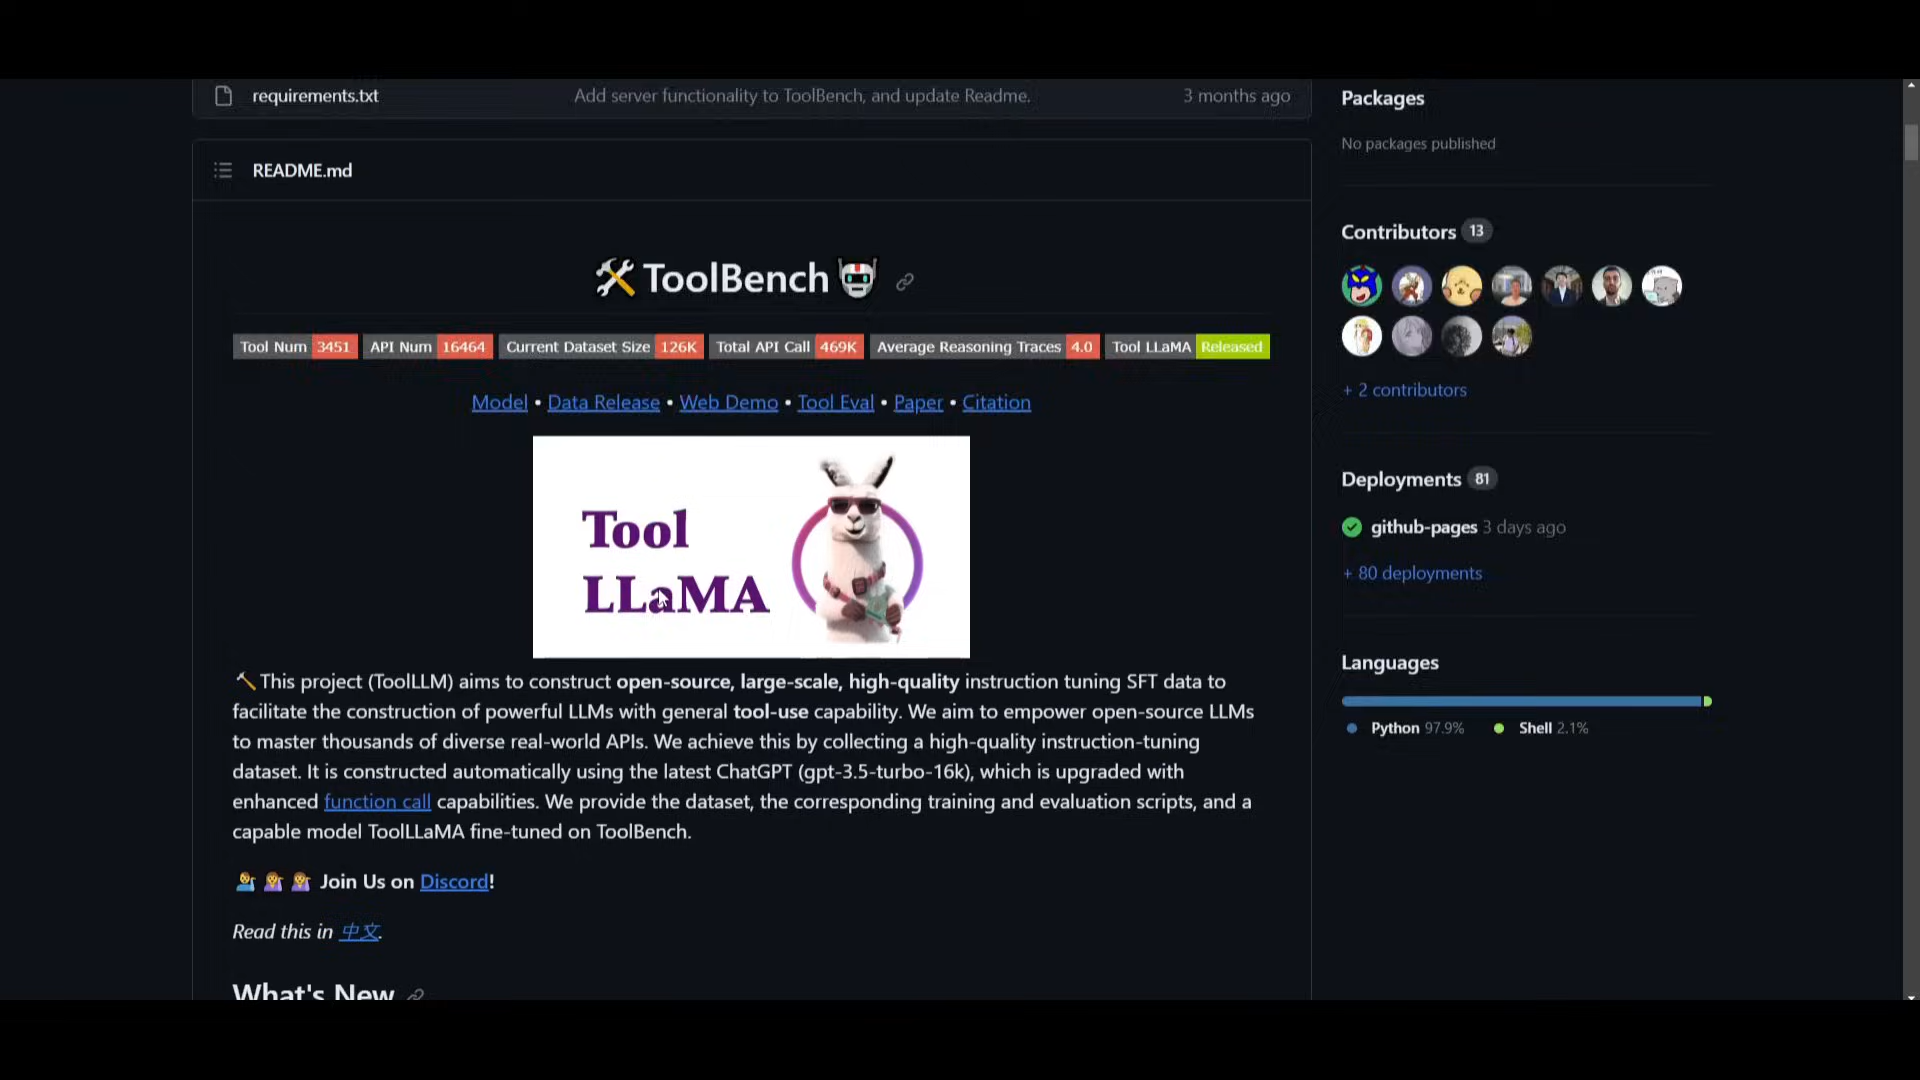 requirements.txt Add server functionality to ToolBench, and update Readme. 3 months ago
README.md
ToolBench
Tool Num 3451 API Num 16464 Current Dataset Size 126K Total API Call 469K Average Reasoning Traces 4.0 Tool LLaMA Released
Model • Data Release • Web Demo • Tool Eval • Paper • Citation
Tool
LLaMA
🔨This project (ToolLLM) aims to construct open-source, large-scale, high-quality instruction tuning SFT data to
facilitate the construction of powerful LLMs with general tool-use capability. We aim to empower open-source LLMs
to master thousands of diverse real-world APIs. We achieve this by collecting a high-quality instruction-tuning
dataset. It is constructed automatically using the latest ChatGPT (gpt-3.5-turbo-16k), which is upgraded with
enhanced function call capabilities. We provide the dataset, the corresponding training and evaluation scripts, and a
capable model ToolLLaMA fine-tuned on ToolBench.
Join Us on Discord!
Read this in 中文.
What's New
Packages
No packages published
Contributors 13
+ 2 contributors
Deployments 81
github-pages 3 days ago
+ 80 deployments
Languages
Python 97.9% Shell 2.1%